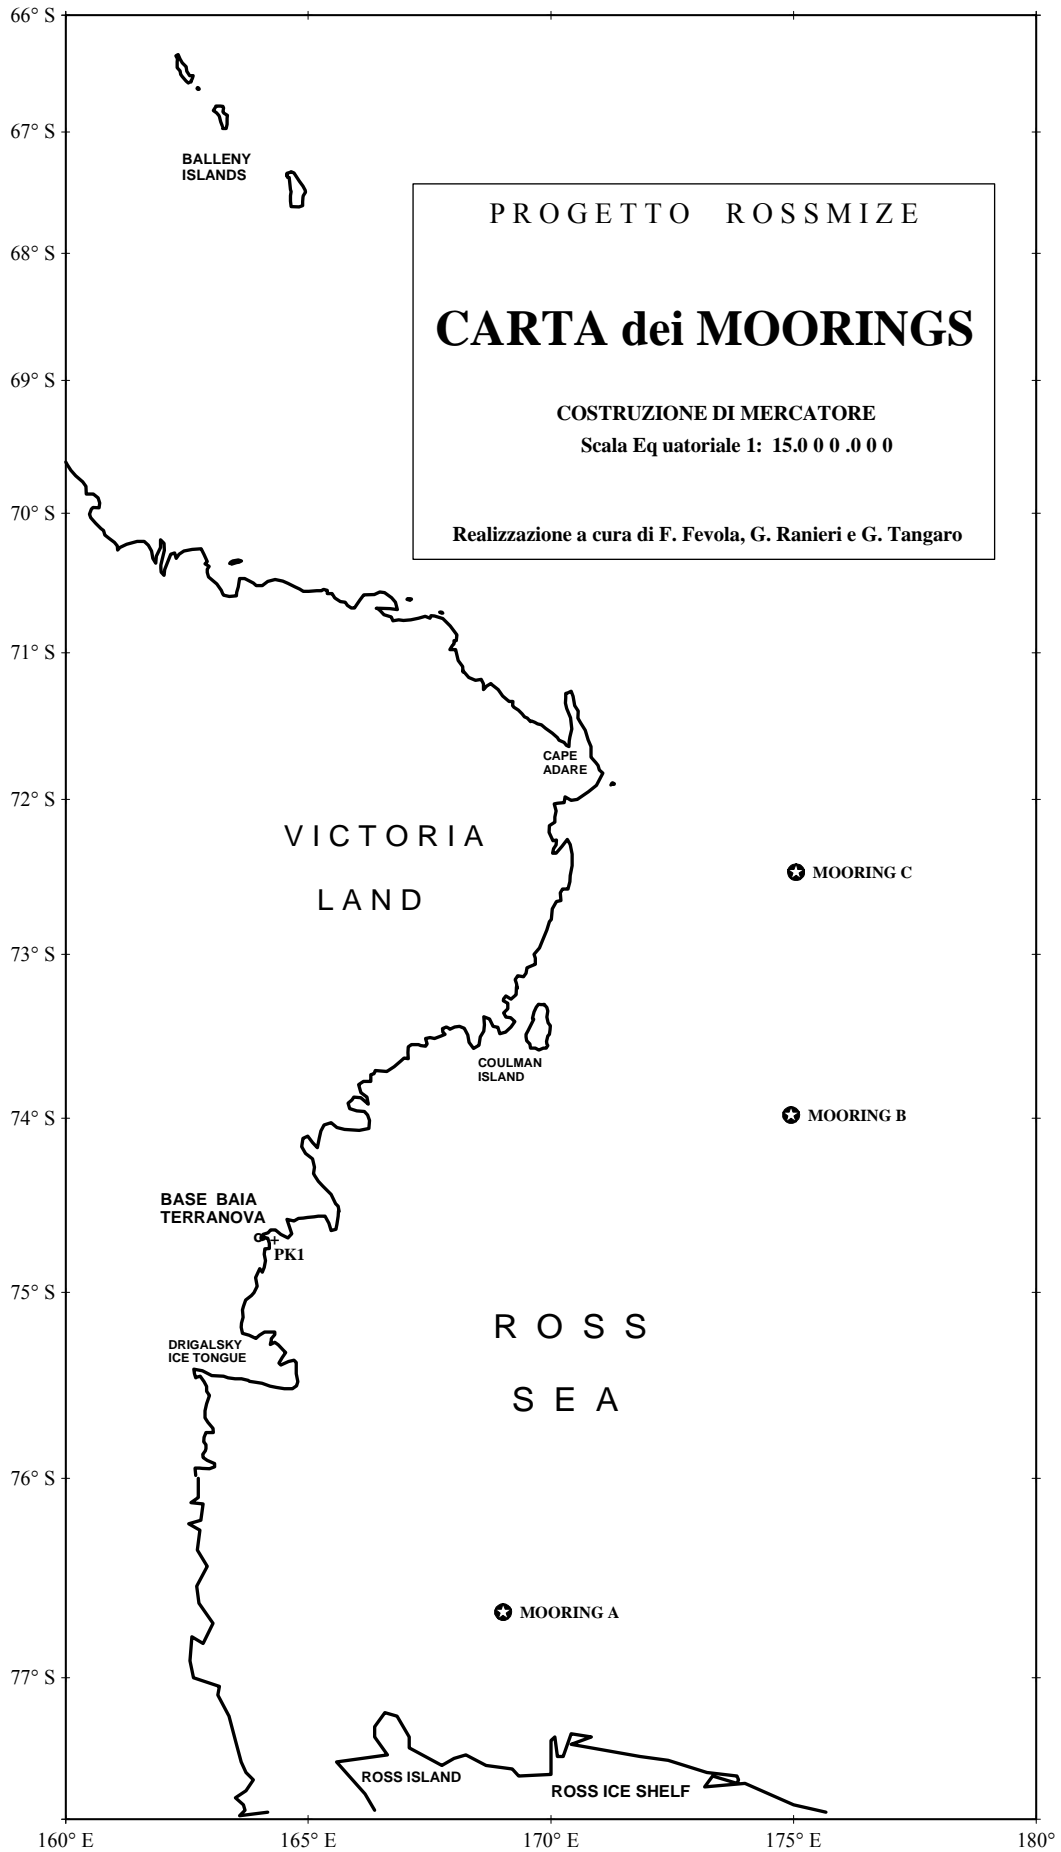 66° S
67° S
BALLENY
ISLANDS
PROGETTO ROSSMIZE
68° S
CARTA dei MOORINGS
69° S
COSTRUZIONE DI MERCATORE
Scala Eq uatoriale 1: 15.0 0 0 .0 0 0
70° S
Realizzazione a cura di F. Fevola, G. Ranieri e G. Tangaro
71° S
CAPE
ADARE
72° S
VICTORIA
LAND
MOORING C
73° S
COULMAN
ISLAND
74° S
MOORING B
BASE BAIA
TERRANOVA
PK1
75° S
ROSS
SEA
DRIGALSKY
ICE TONGUE
76° S
MOORING A
77° S
ROSS ISLAND
ROSS ICE SHELF
160° E
165° E
170° E
175° E
180°